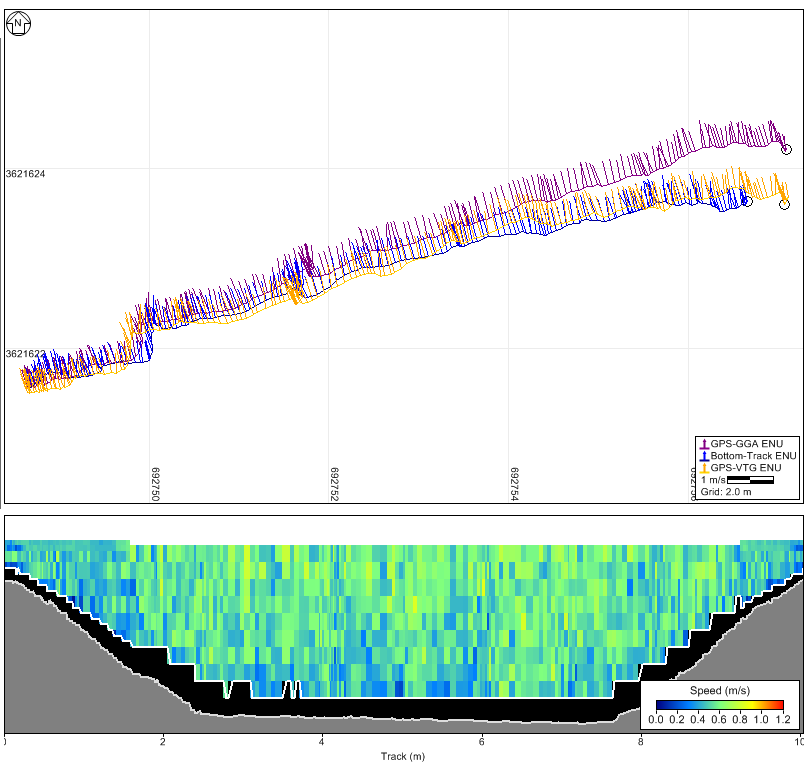 N
3621624
3621622
692750
692752
692754
GPS-GGA ENU
Bottom-Track ENU
GPS-VTG ENU
1 m/s
Grid: 2.0 m
Speed (m/s)
0.0 0.2 0.4 0.6 0.8 1.0 1.2
2 4 6 8 10
Track (m)